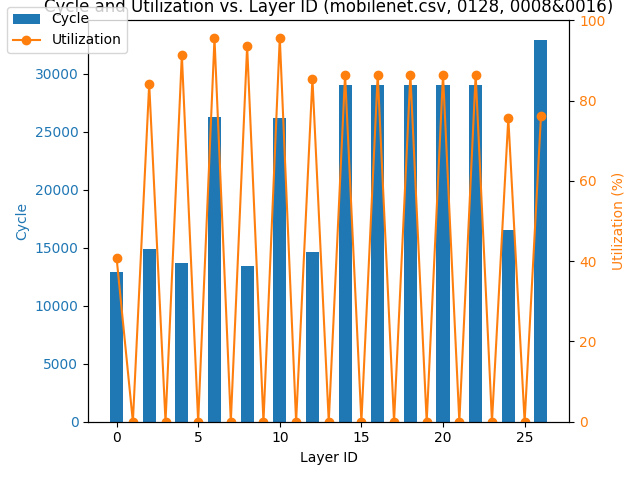 Cycle and Utilization vs. Layer ID (mobilenet.csv, 0128, 0008&0016)
Cycle
Utilization
30000
25000
20000
15000
10000
5000
0
Cycle
100
80
60
40
20
0
Utilization (%)
0 5 10 15 20 25
Layer ID